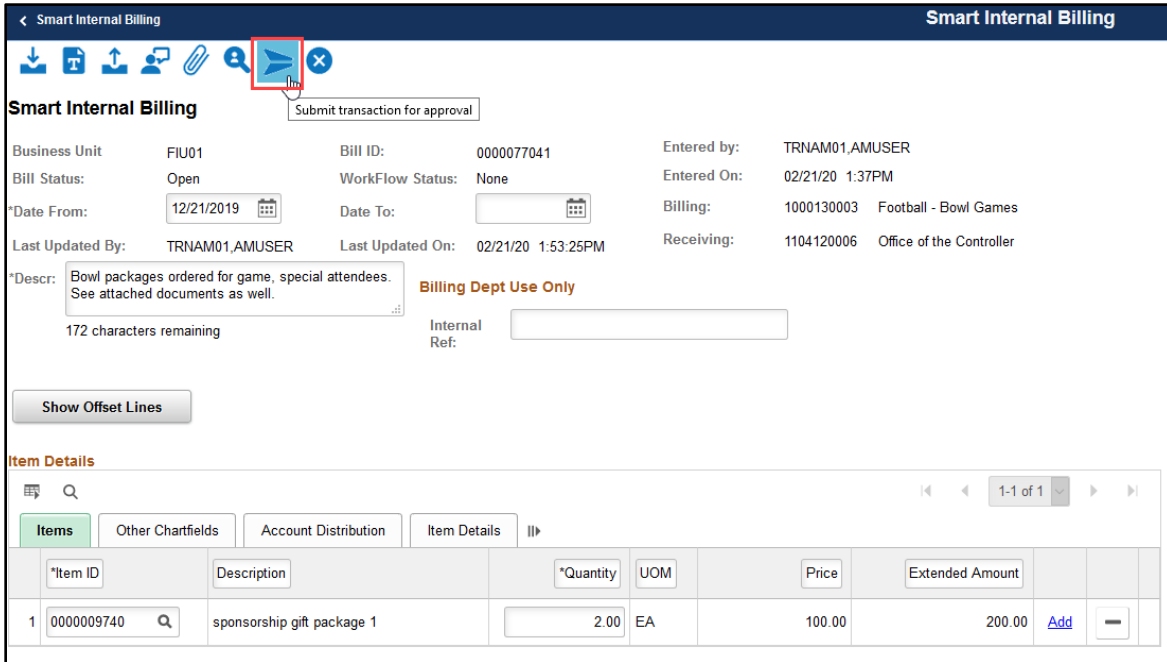 Smart Internal Billing
Smart Internal Billing
T
Submit transaction for approval
Smart Internal Billing
Business Unit FIU01 Bill ID: 0000077041 Entered by: TRNAM01,AMUSER
Bill Status: Open WorkFlow Status: None Entered On: 02/21/20 1:37PM
*Date From: 12/21/2019 Date To: Billing: 1000130003 Football - Bowl Games
Last Updated By: TRNAM01,AMUSER Last Updated On: 02/21/20 1:53:25PM Receiving: 1104120006 Office of the Controller
*Descr: Bowl packages ordered for game, special attendees.
See attached documents as well.
Billing Dept Use Only
172 characters remaining
Internal
Ref:
Show Offset Lines
Item Details
1-1 of 1
Items Other Chartfields Account Distribution Item Details
*Item ID Description *Quantity UOM Price Extended Amount
1 0000009740 sponsorship gift package 1 2.00 EA 100.00 200.00 Add